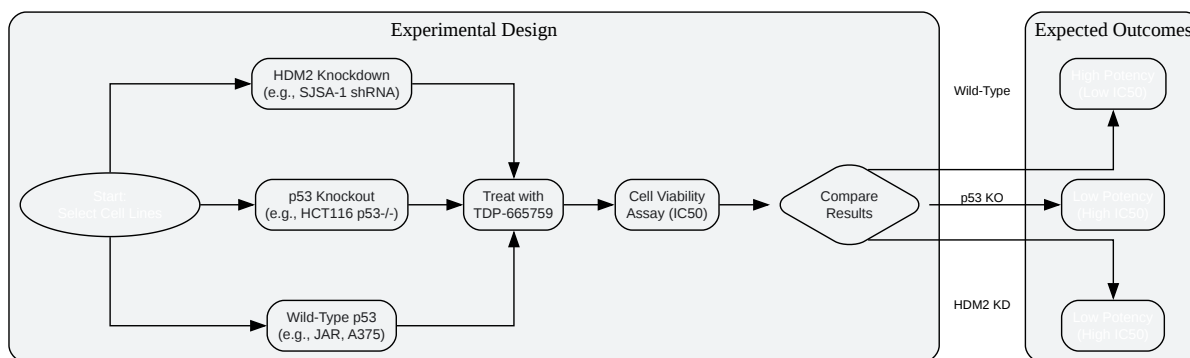 Experimental Design
Expected Outcomes
HDM2 Knockdown
(e.g., SJSA-1 shRNA)
Start:
Select Cell Lines
p53 Knockout
(e.g., HCT116 p53-/-)
Wild-Type p53
(e.g., JAR, A375)
Treat with
TDP-665759
Cell Viability
Assay (IC50)
Compare
Results
Wild-Type
High Potency
(Low IC50)
p53 KO
Low Potency
(High IC50)
HDM2 KD
Low Potency
(High IC50)